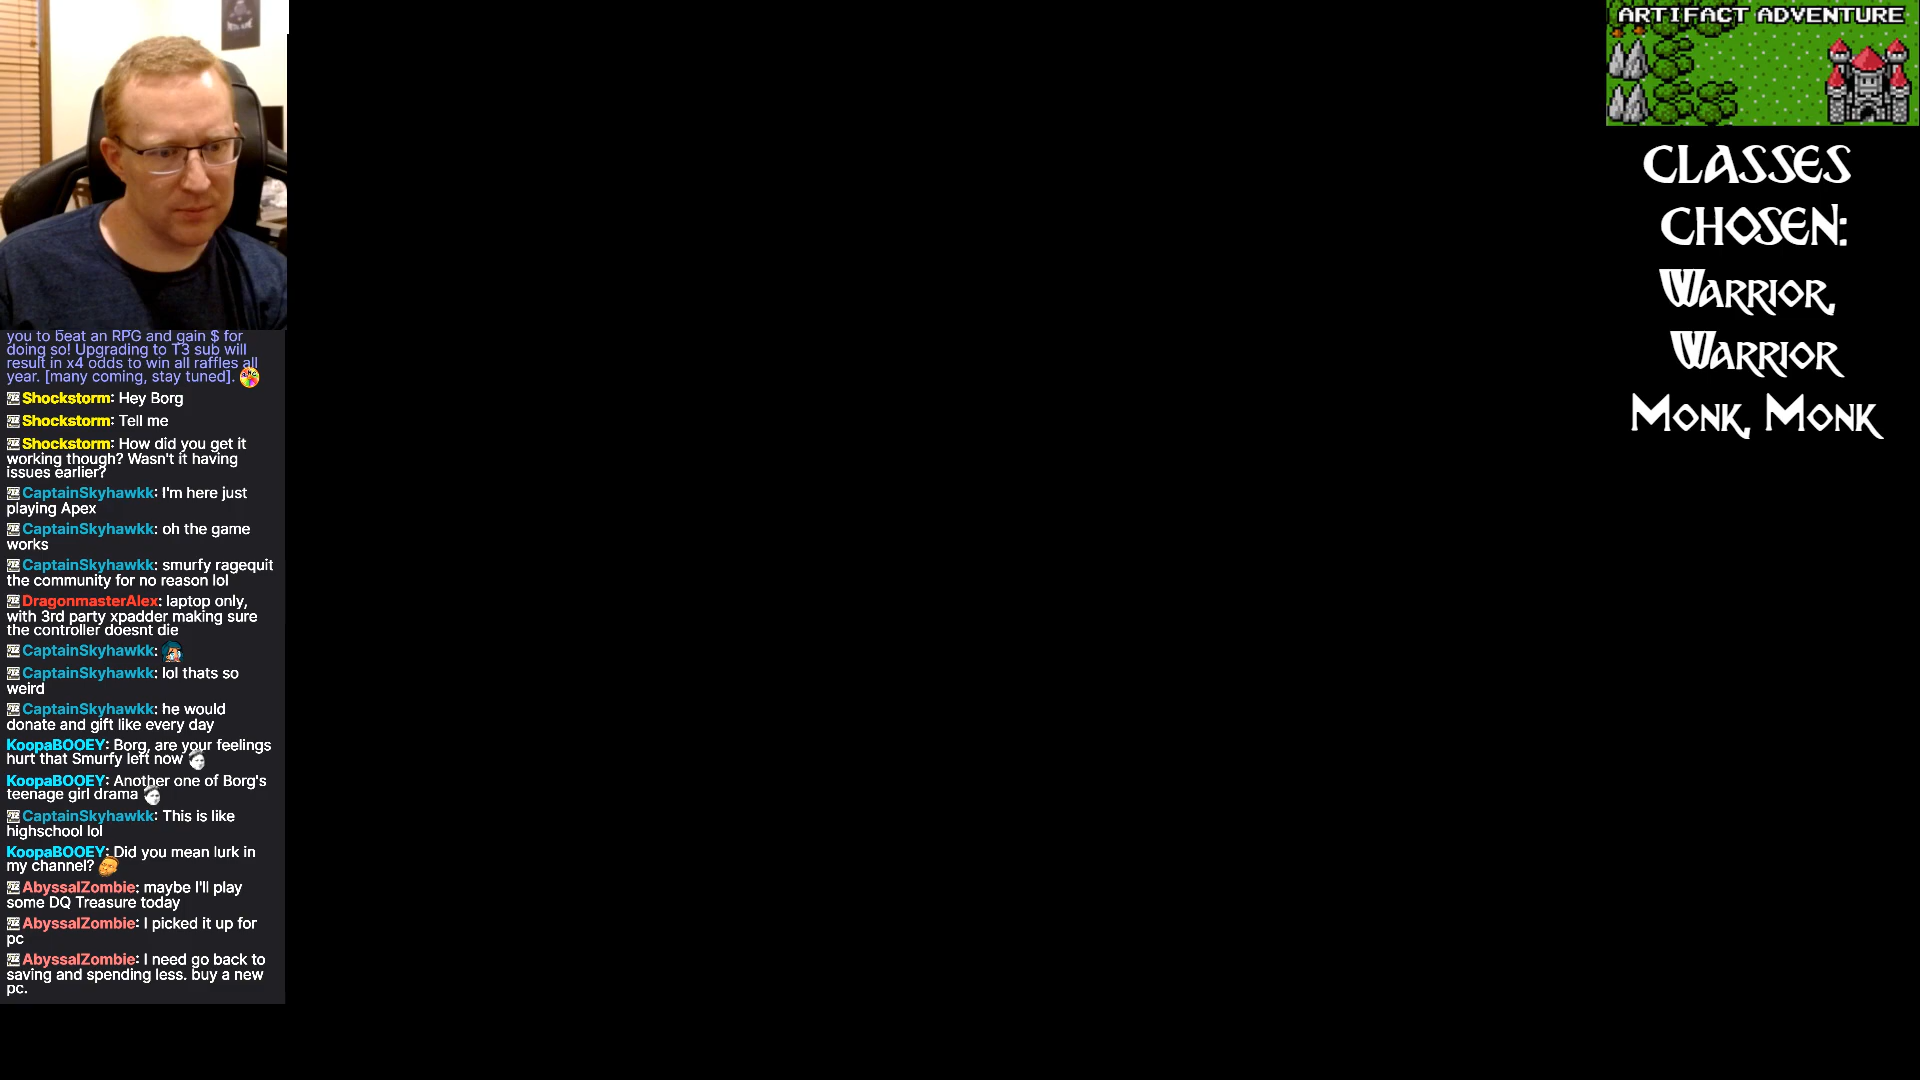 you to beat an RPG and gain $ for
doing so! Upgrading to T3 sub will
result in x4 odds to win all raffles all
year. [many coming, stay tuned].
Shockstorm: Hey Borg
Shockstorm: Tell me
Shockstorm: How did you get it
working though? Wasn't it having
issues earlier?
CaptainSkyhawkk: I'm here just
playing Apex
CaptainSkyhawkk: oh the game
works
CaptainSkyhawkk: smurfy ragequit
the community for no reason lol
DragonmasterAlex: laptop only,
with 3rd party xpadder making sure
the controller doesnt die
CaptainSkyhawkk:
CaptainSkyhawkk: lol thats so
weird
CaptainSkyhawkk: he would
donate and gift like every day
KoopaBOOEY: Borg, are your feelings
hurt that Smurfy left now
KoopaBOOEY: Another one of Borg's
teenage girl drama
CaptainSkyhawkk: This is like
highschool lol
KoopaBOOEY: Did you mean lurk in
my channel?
AbyssalZombie: maybe I'll play
some DQ Treasure today
AbyssalZombie: I picked it up for
pc
AbyssalZombie: I need go back to
saving and spending less. buy a new
pc.
ARTIFACT ADVENTURE
CLASSES
CHOSEN:
WARRIOR,
WARRIOR
MONK, MONK